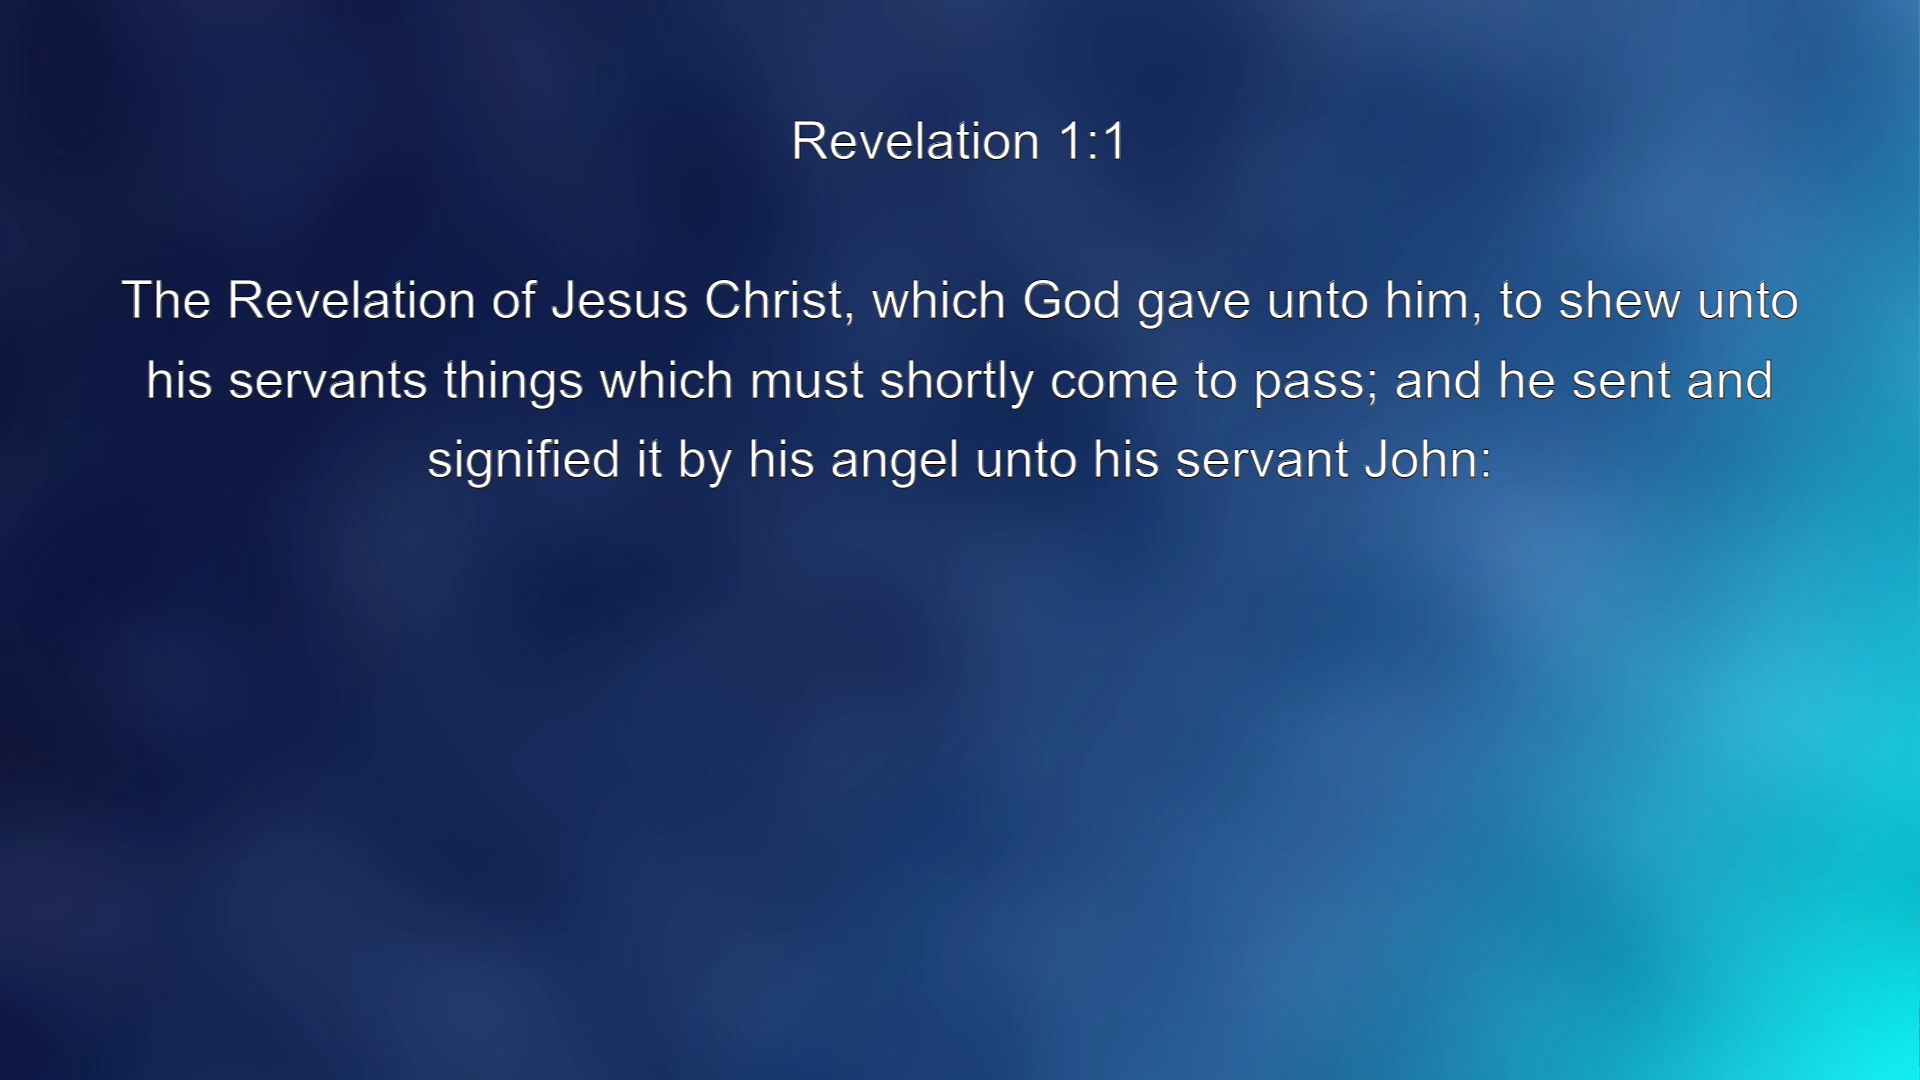 Revelation 1:1
The Revelation of Jesus Christ, which God gave unto him, to shew unto
his servants things which must shortly come to pass; and he sent and
signified it by his angel unto his servant John: